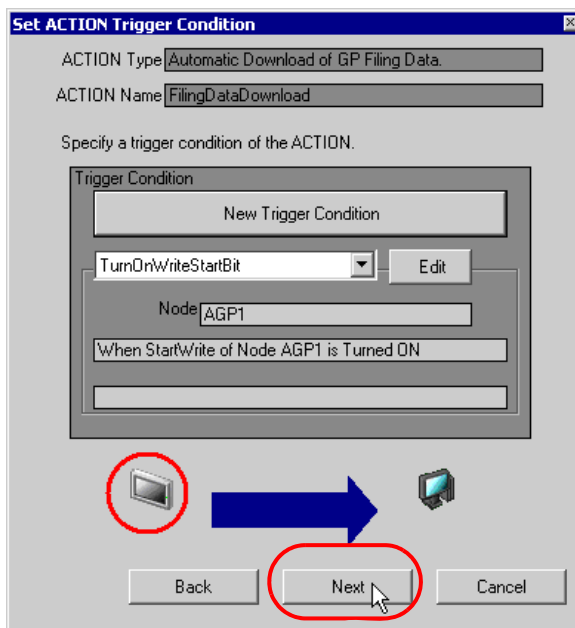 Set ACTION Trigger Condition
ACTION Type Automatic Download of GP Filing Data.
ACTION Name FilingDataDownload
Specify a trigger condition of the ACTION.
Trigger Condition
New Trigger Condition
TurnOnWriteStartBit Edit
Node AGP1
When StartWrite of Node AGP1 is Turned ON
Back Next Cancel